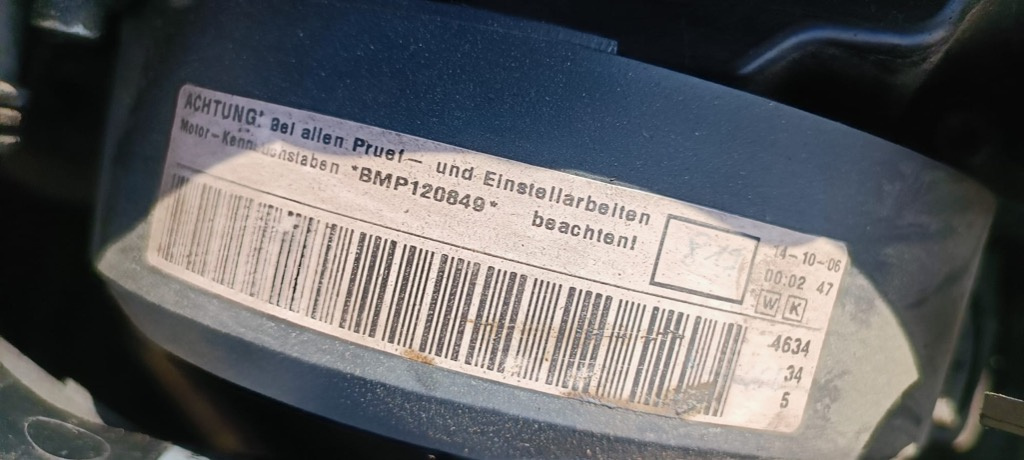 ACHTUNG! Bei allen Pruef- und Einstellarbeiten
Motor-Kennbuchstaben *BMP120849* beachten!
14-10-06
00:02 47
W K
4634
34
5